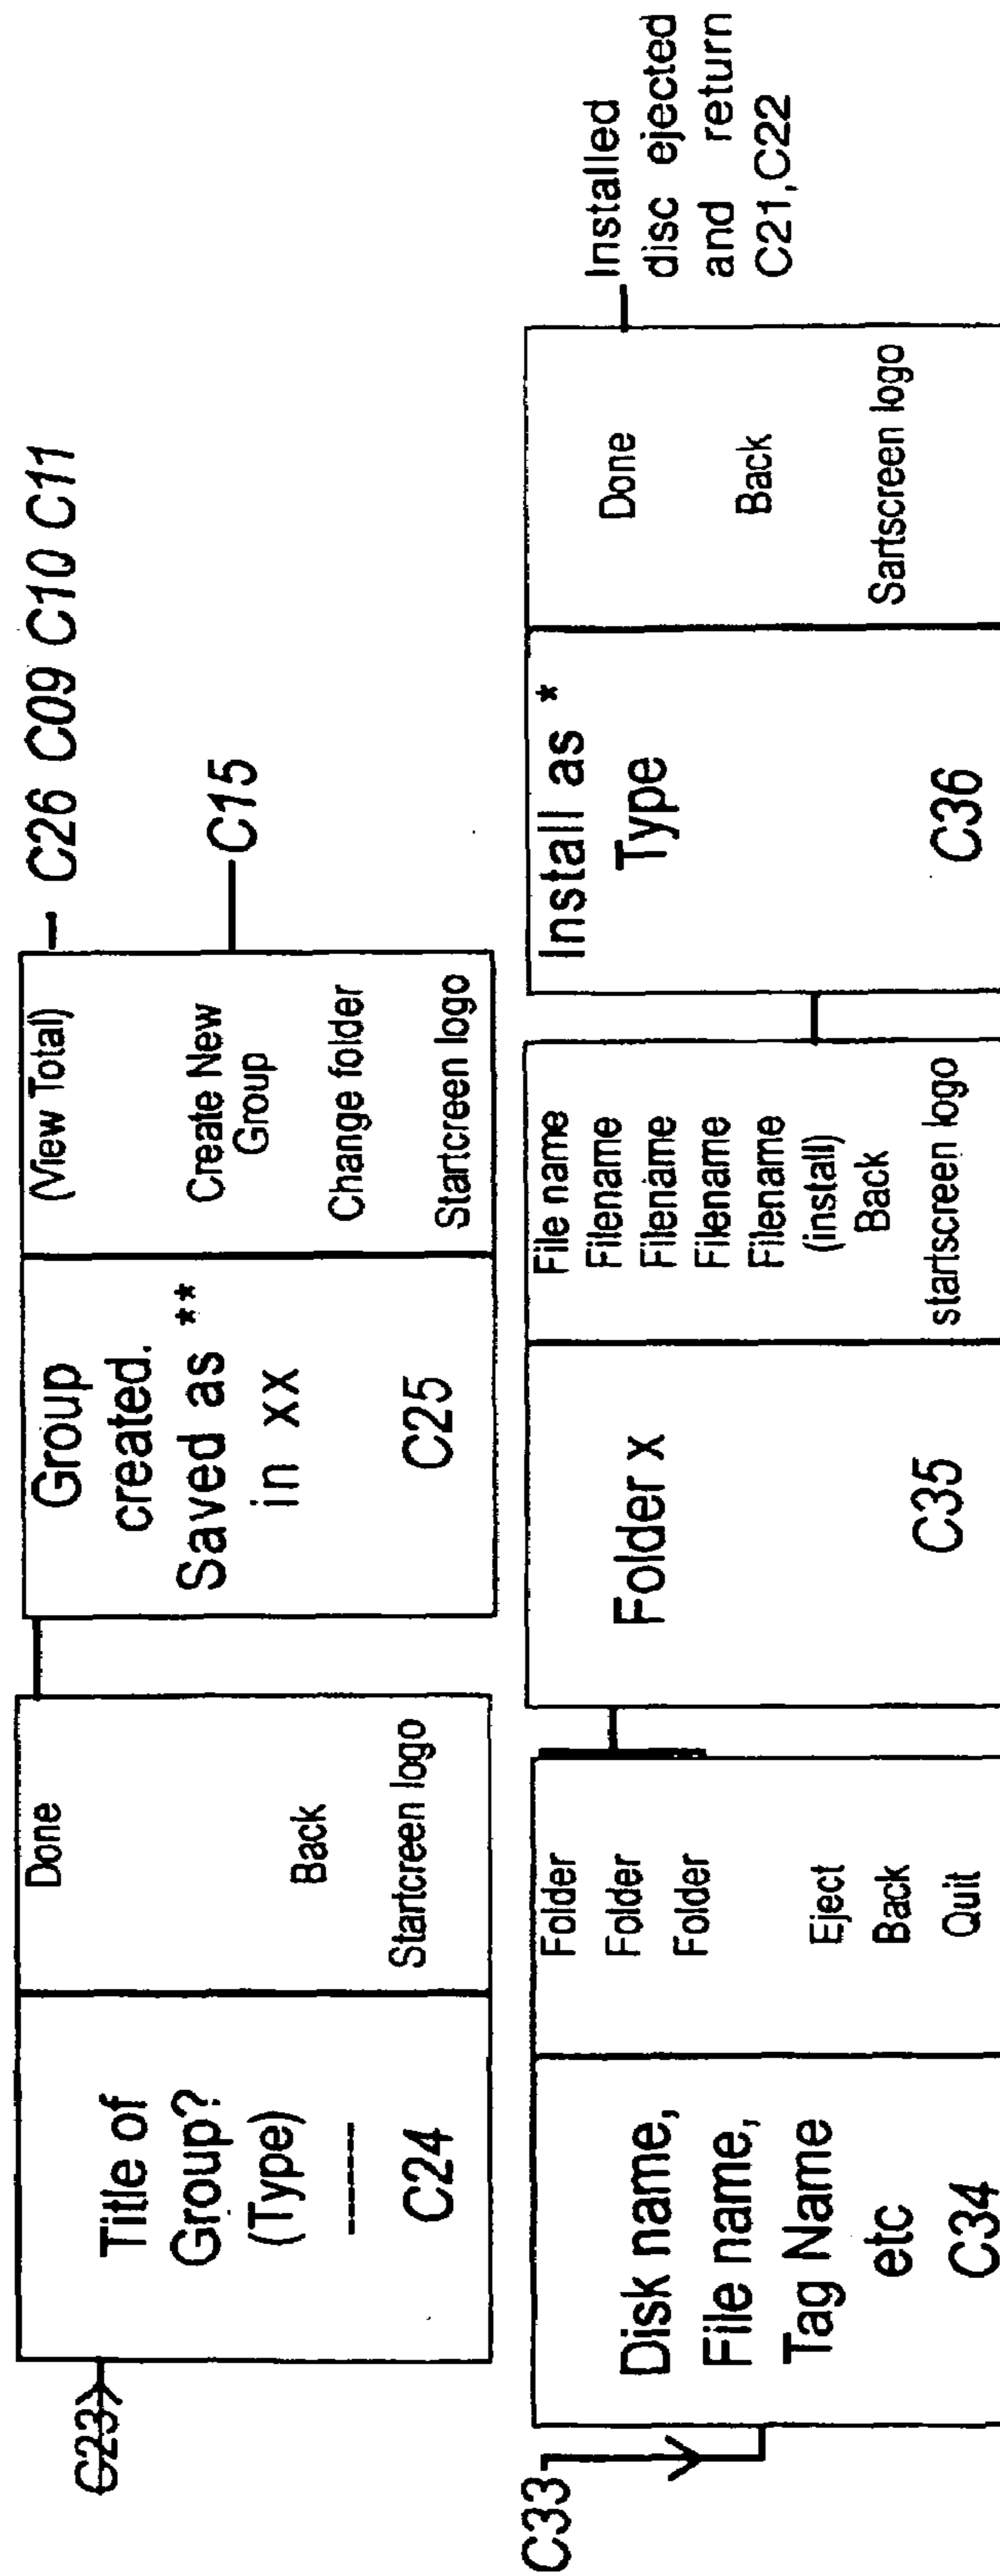 C23
Title of
Group?
(Type)
------
C24
Done
Back
Startcreen logo
Group
created.
Saved as **
in xx
C25
(View Total)
Create New
Group
Change folder
Startcreen logo
C26 C09 C10 C11
C15
C33
Disk name,
File name,
Tag Name
etc
C34
Folder
Folder
Folder
Eject
Back
Quit
Folder x
C35
File name
Filename
Filename
Filename
Filename
(install)
Back
startscreen logo
Install as *
Type
C36
Done
Back
Sartscreen logo
Installed
disc ejected
and return
C21,C22